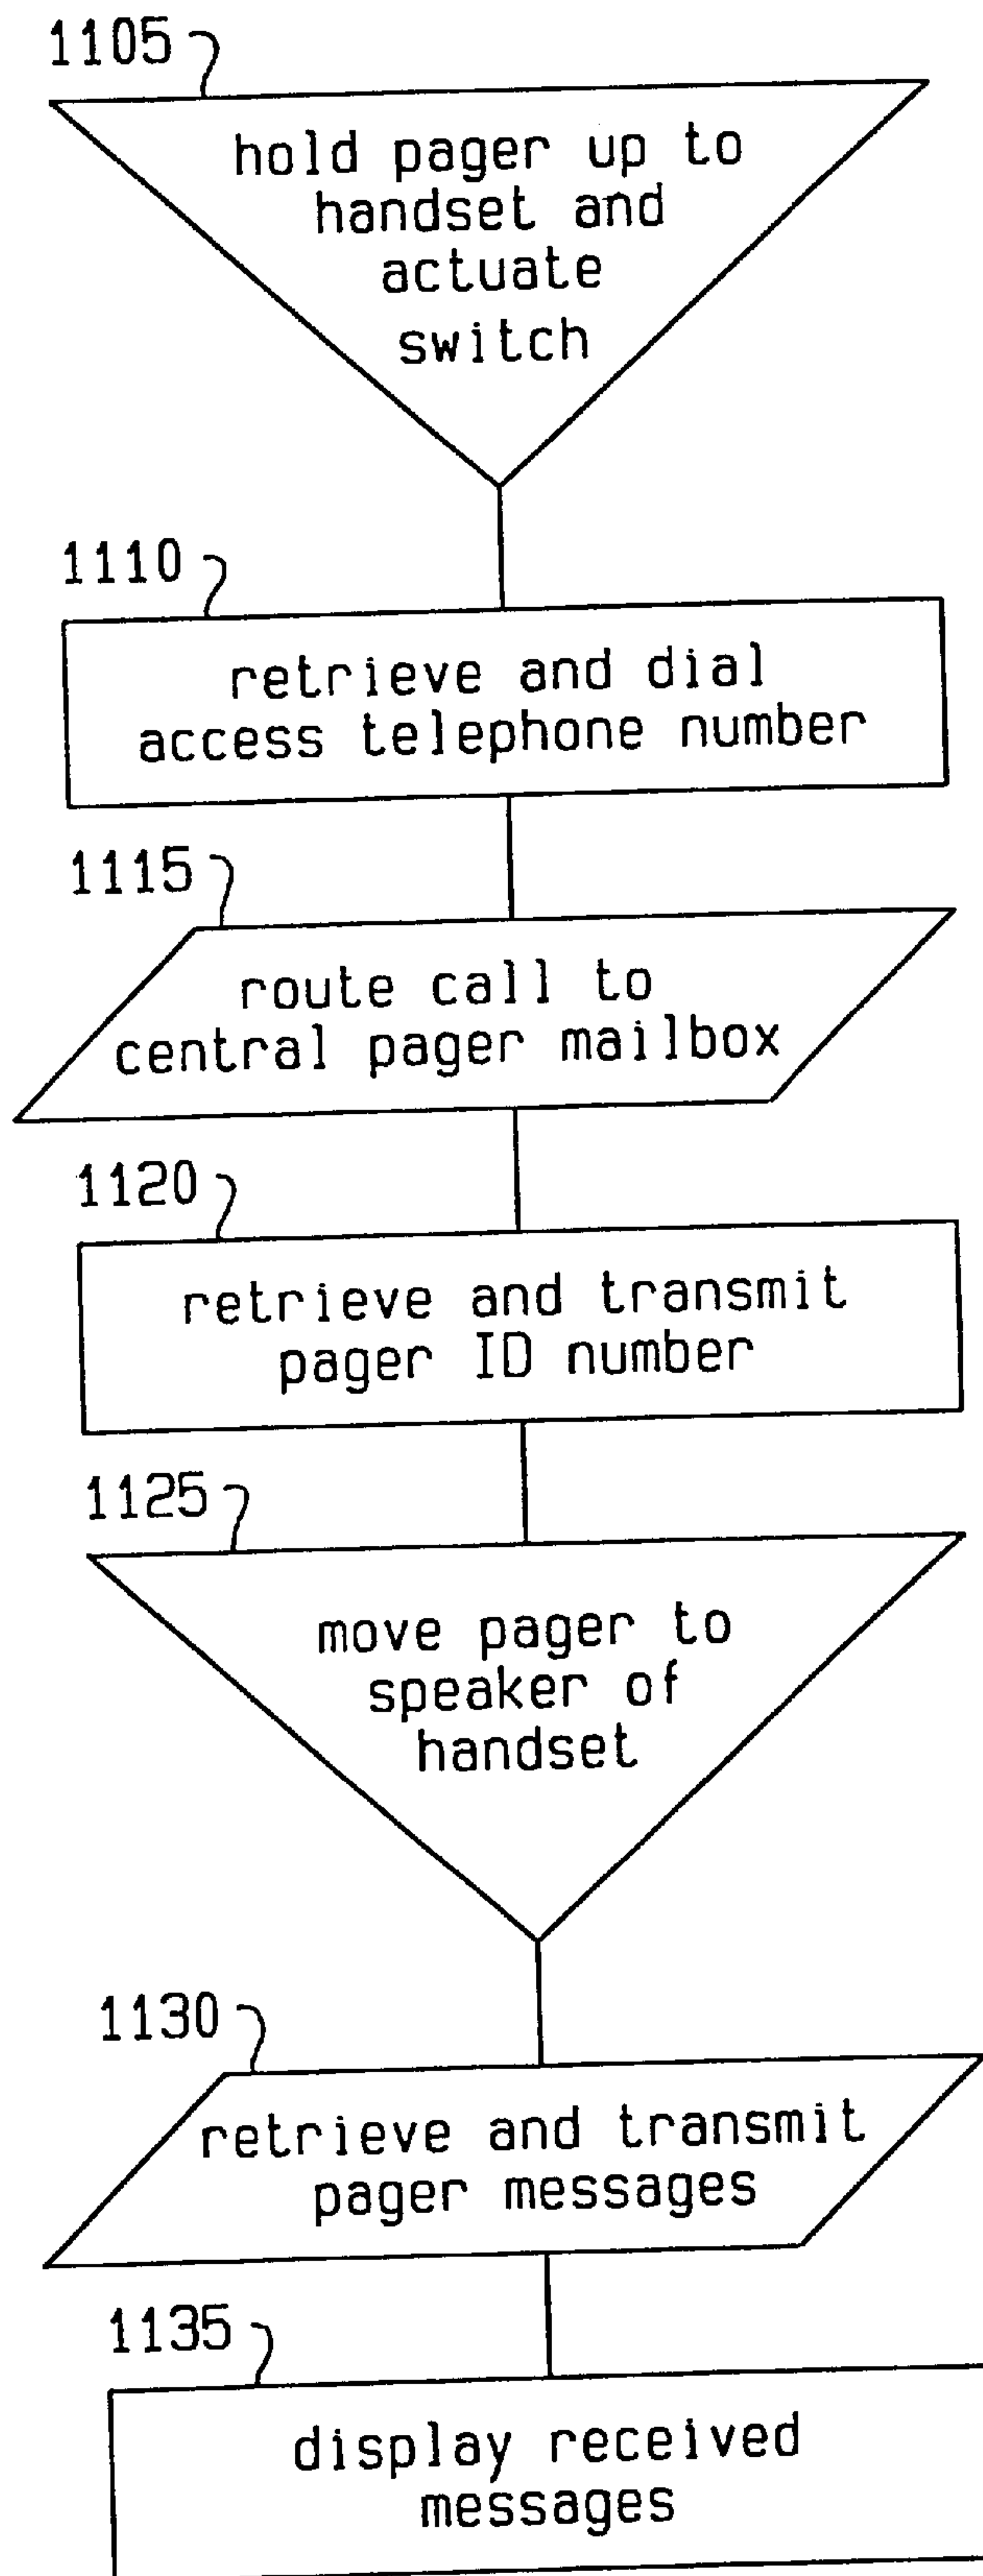 1105
hold pager up to
handset and
actuate
switch
1110
retrieve and dial
access telephone number
1115
route call to
central pager mailbox
1120
retrieve and transmit
pager ID number
1125
move pager to
speaker of
handset
1130
retrieve and transmit
pager messages
1135
display received
messages